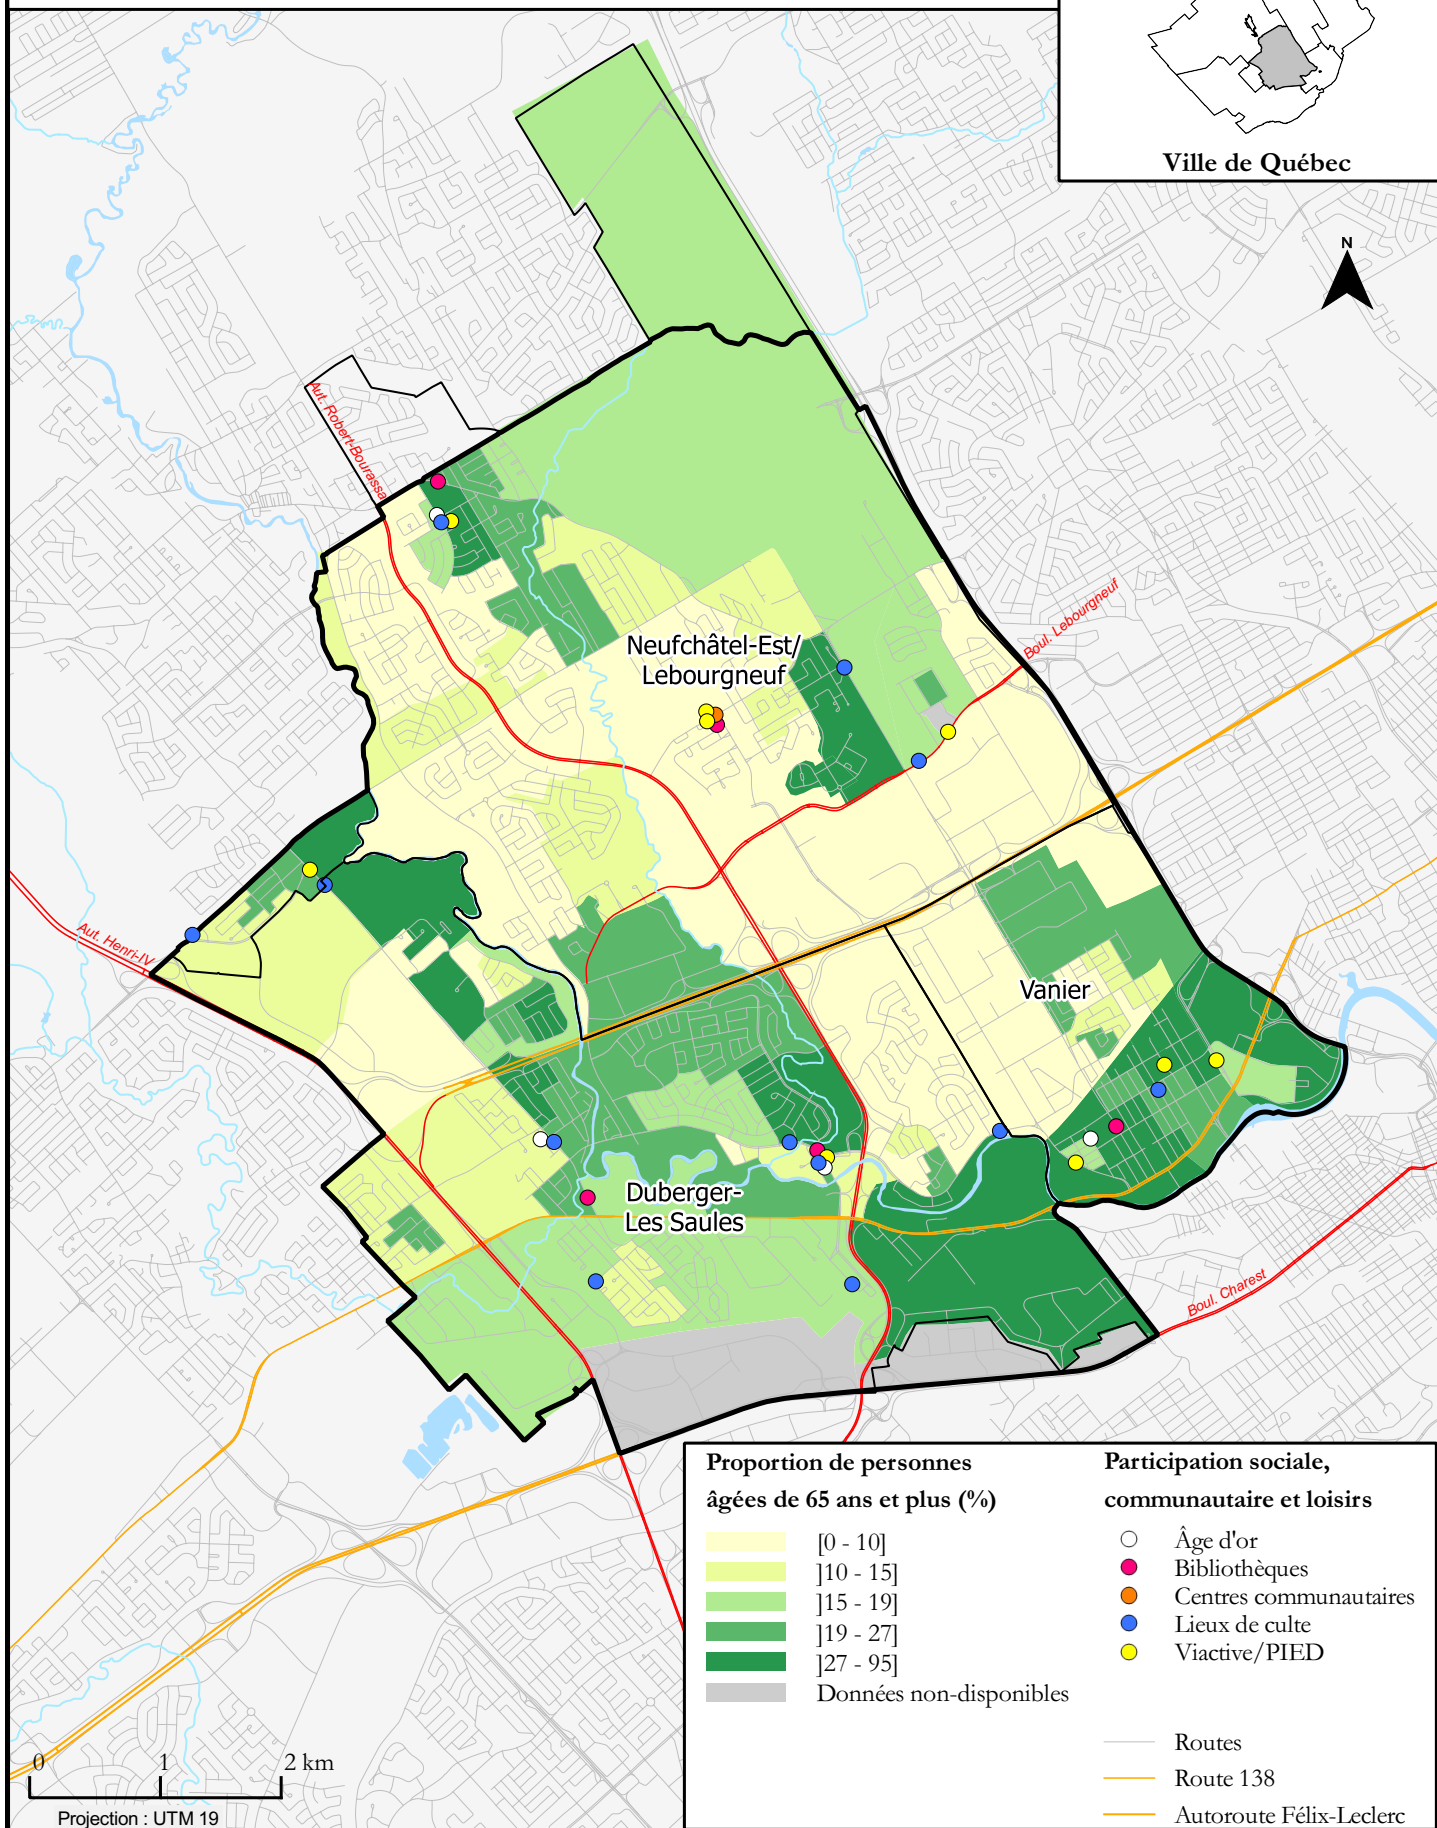 Ville de Québec
N
Aut. Robert-Bourassa
Boul. Lebourgneuf
Neufchâtel-Est/
Lebourgneuf
Aut. Henri-IV
Vanier
Duberger-
Les Saules
Boul. Charest
Proportion de personnes
âgées de 65 ans et plus (%)
[0 - 10]
]10 - 15]
]15 - 19]
]19 - 27]
]27 - 95]
Données non-disponibles
Participation sociale,
communautaire et loisirs
Âge d'or
Bibliothèques
Centres communautaires
Lieux de culte
Viactive/PIED
Routes
Route 138
Autoroute Félix-Leclerc
0 1 2 km
Projection : UTM 19